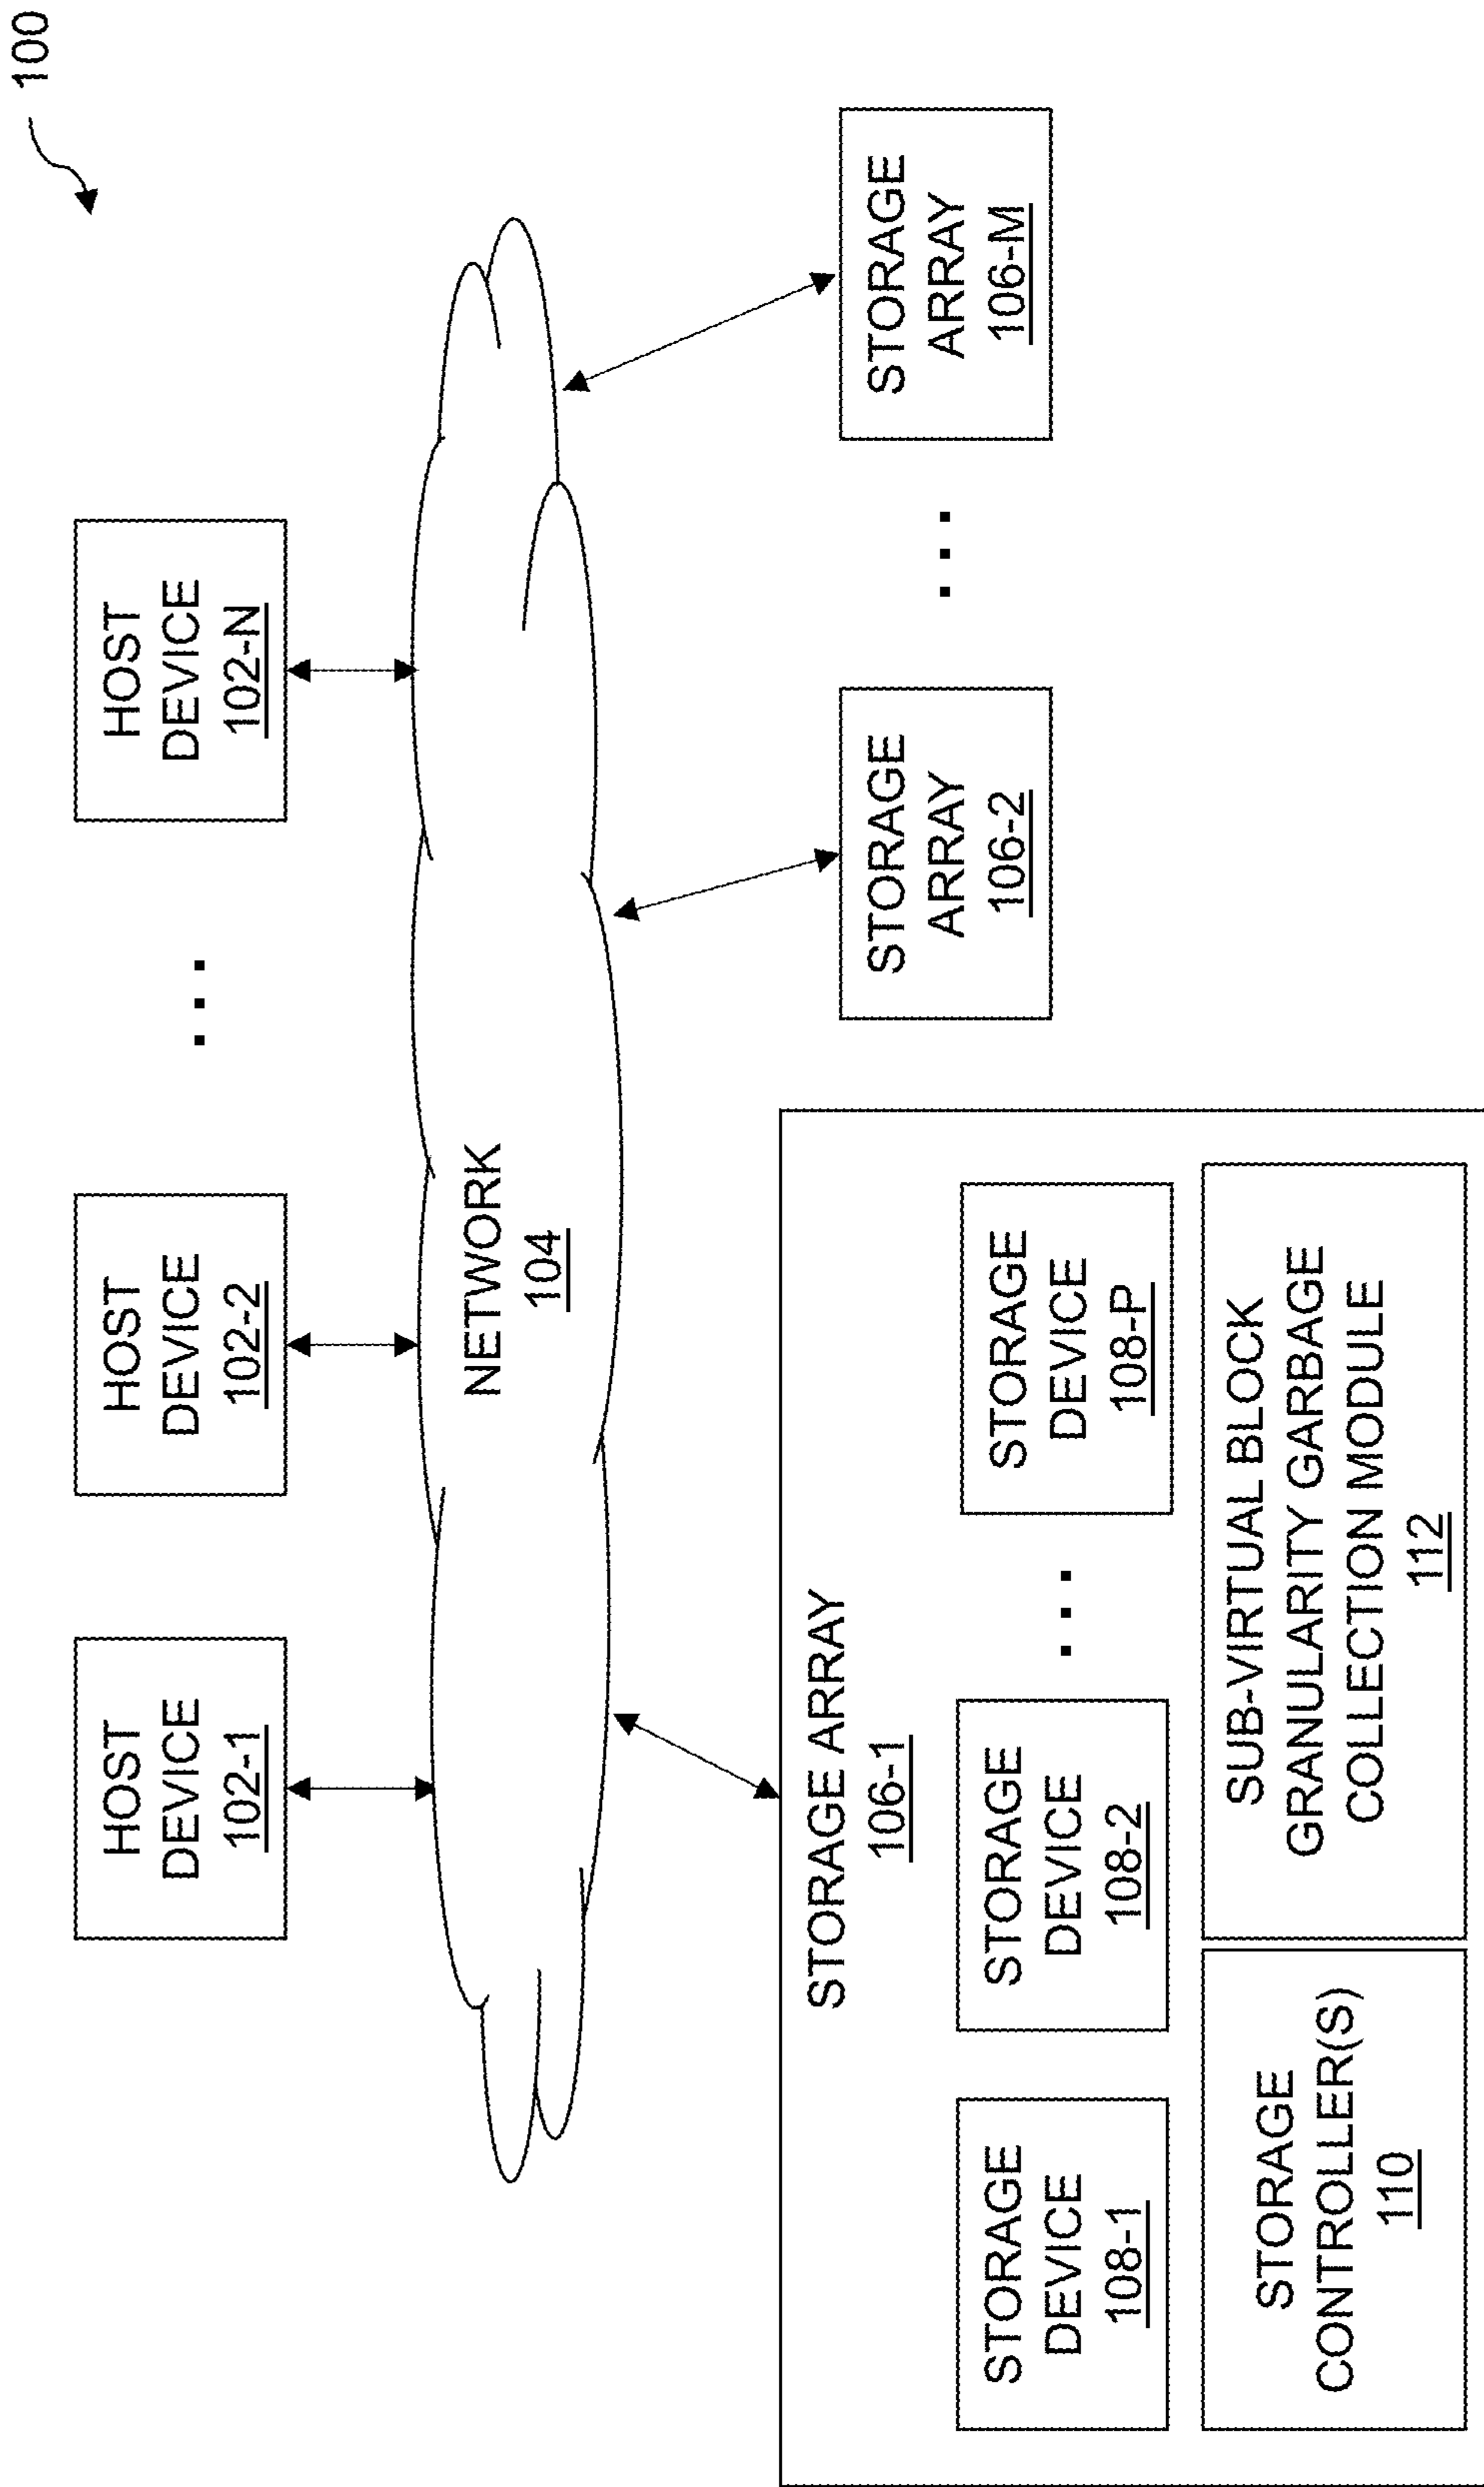 100
HOST
DEVICE
102-1
HOST
DEVICE
102-2
. . .
HOST
DEVICE
102-N
NETWORK
104
STORAGE ARRAY
106-1
STORAGE
DEVICE
108-1
STORAGE
DEVICE
108-2
. . .
STORAGE
DEVICE
108-P
STORAGE
CONTROLLER(S)
110
SUB-VIRTUAL BLOCK
GRANULARITY GARBAGE
COLLECTION MODULE
112
STORAGE
ARRAY
106-2
. . .
STORAGE
ARRAY
106-M